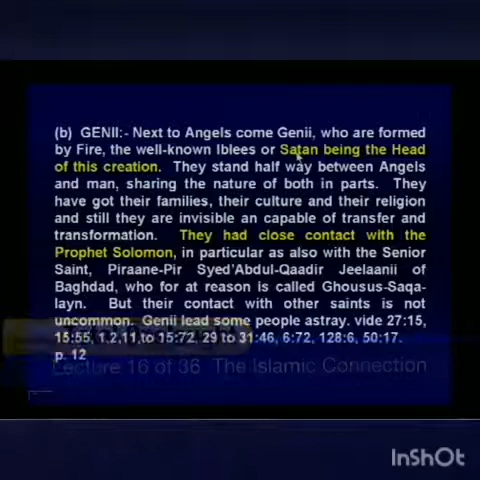 (b) GENII:- Next to Angels come Genii, who are formed
by Fire, the well-known Iblees or Satan being the Head
of this creation. They stand half way between Angels
and man, sharing the nature of both in parts. They
have got their families, their culture and their religion
and still they are invisible an capable of transfer and
transformation. They had close contact with the
Prophet Solomon, in particular as also with the Senior
Saint, Piraane-Pir Syed'Abdul-Qaadir Jeelaanii of
Baghdad, who for at reason is called Ghousus-Saqa-
layn. But their contact with other saints is not
uncommon. Genii lead some people astray. vide 27:15,
15:55, 1,2,11,to 15:72, 29 to 31:46, 6:72, 128:6, 50:17.
p. 12
Lecture 16 of 36 The Islamic Connection
InShOt